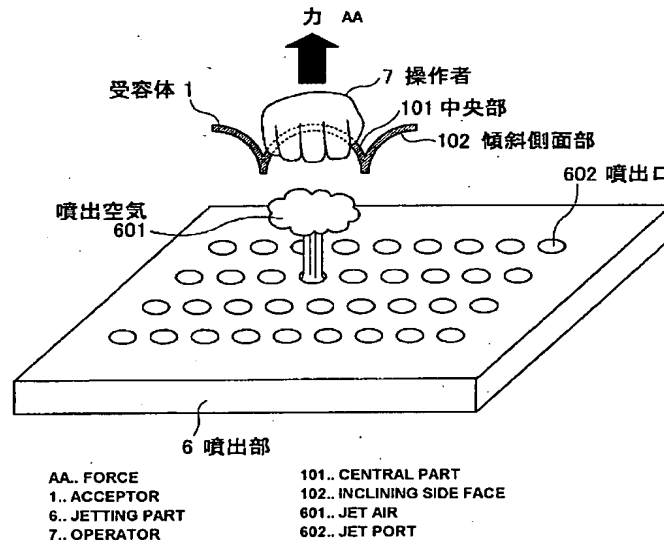 力 AA
7 操作者
受容体 1
101 中央部
102 傾斜側面部
602 噴出口
噴出空気
601
6 噴出部
AA.. FORCE
1.. ACCEPTOR
6.. JETTING PART
7.. OPERATOR
101.. CENTRAL PART
102.. INCLINING SIDE FACE
601.. JET AIR
602.. JET PORT